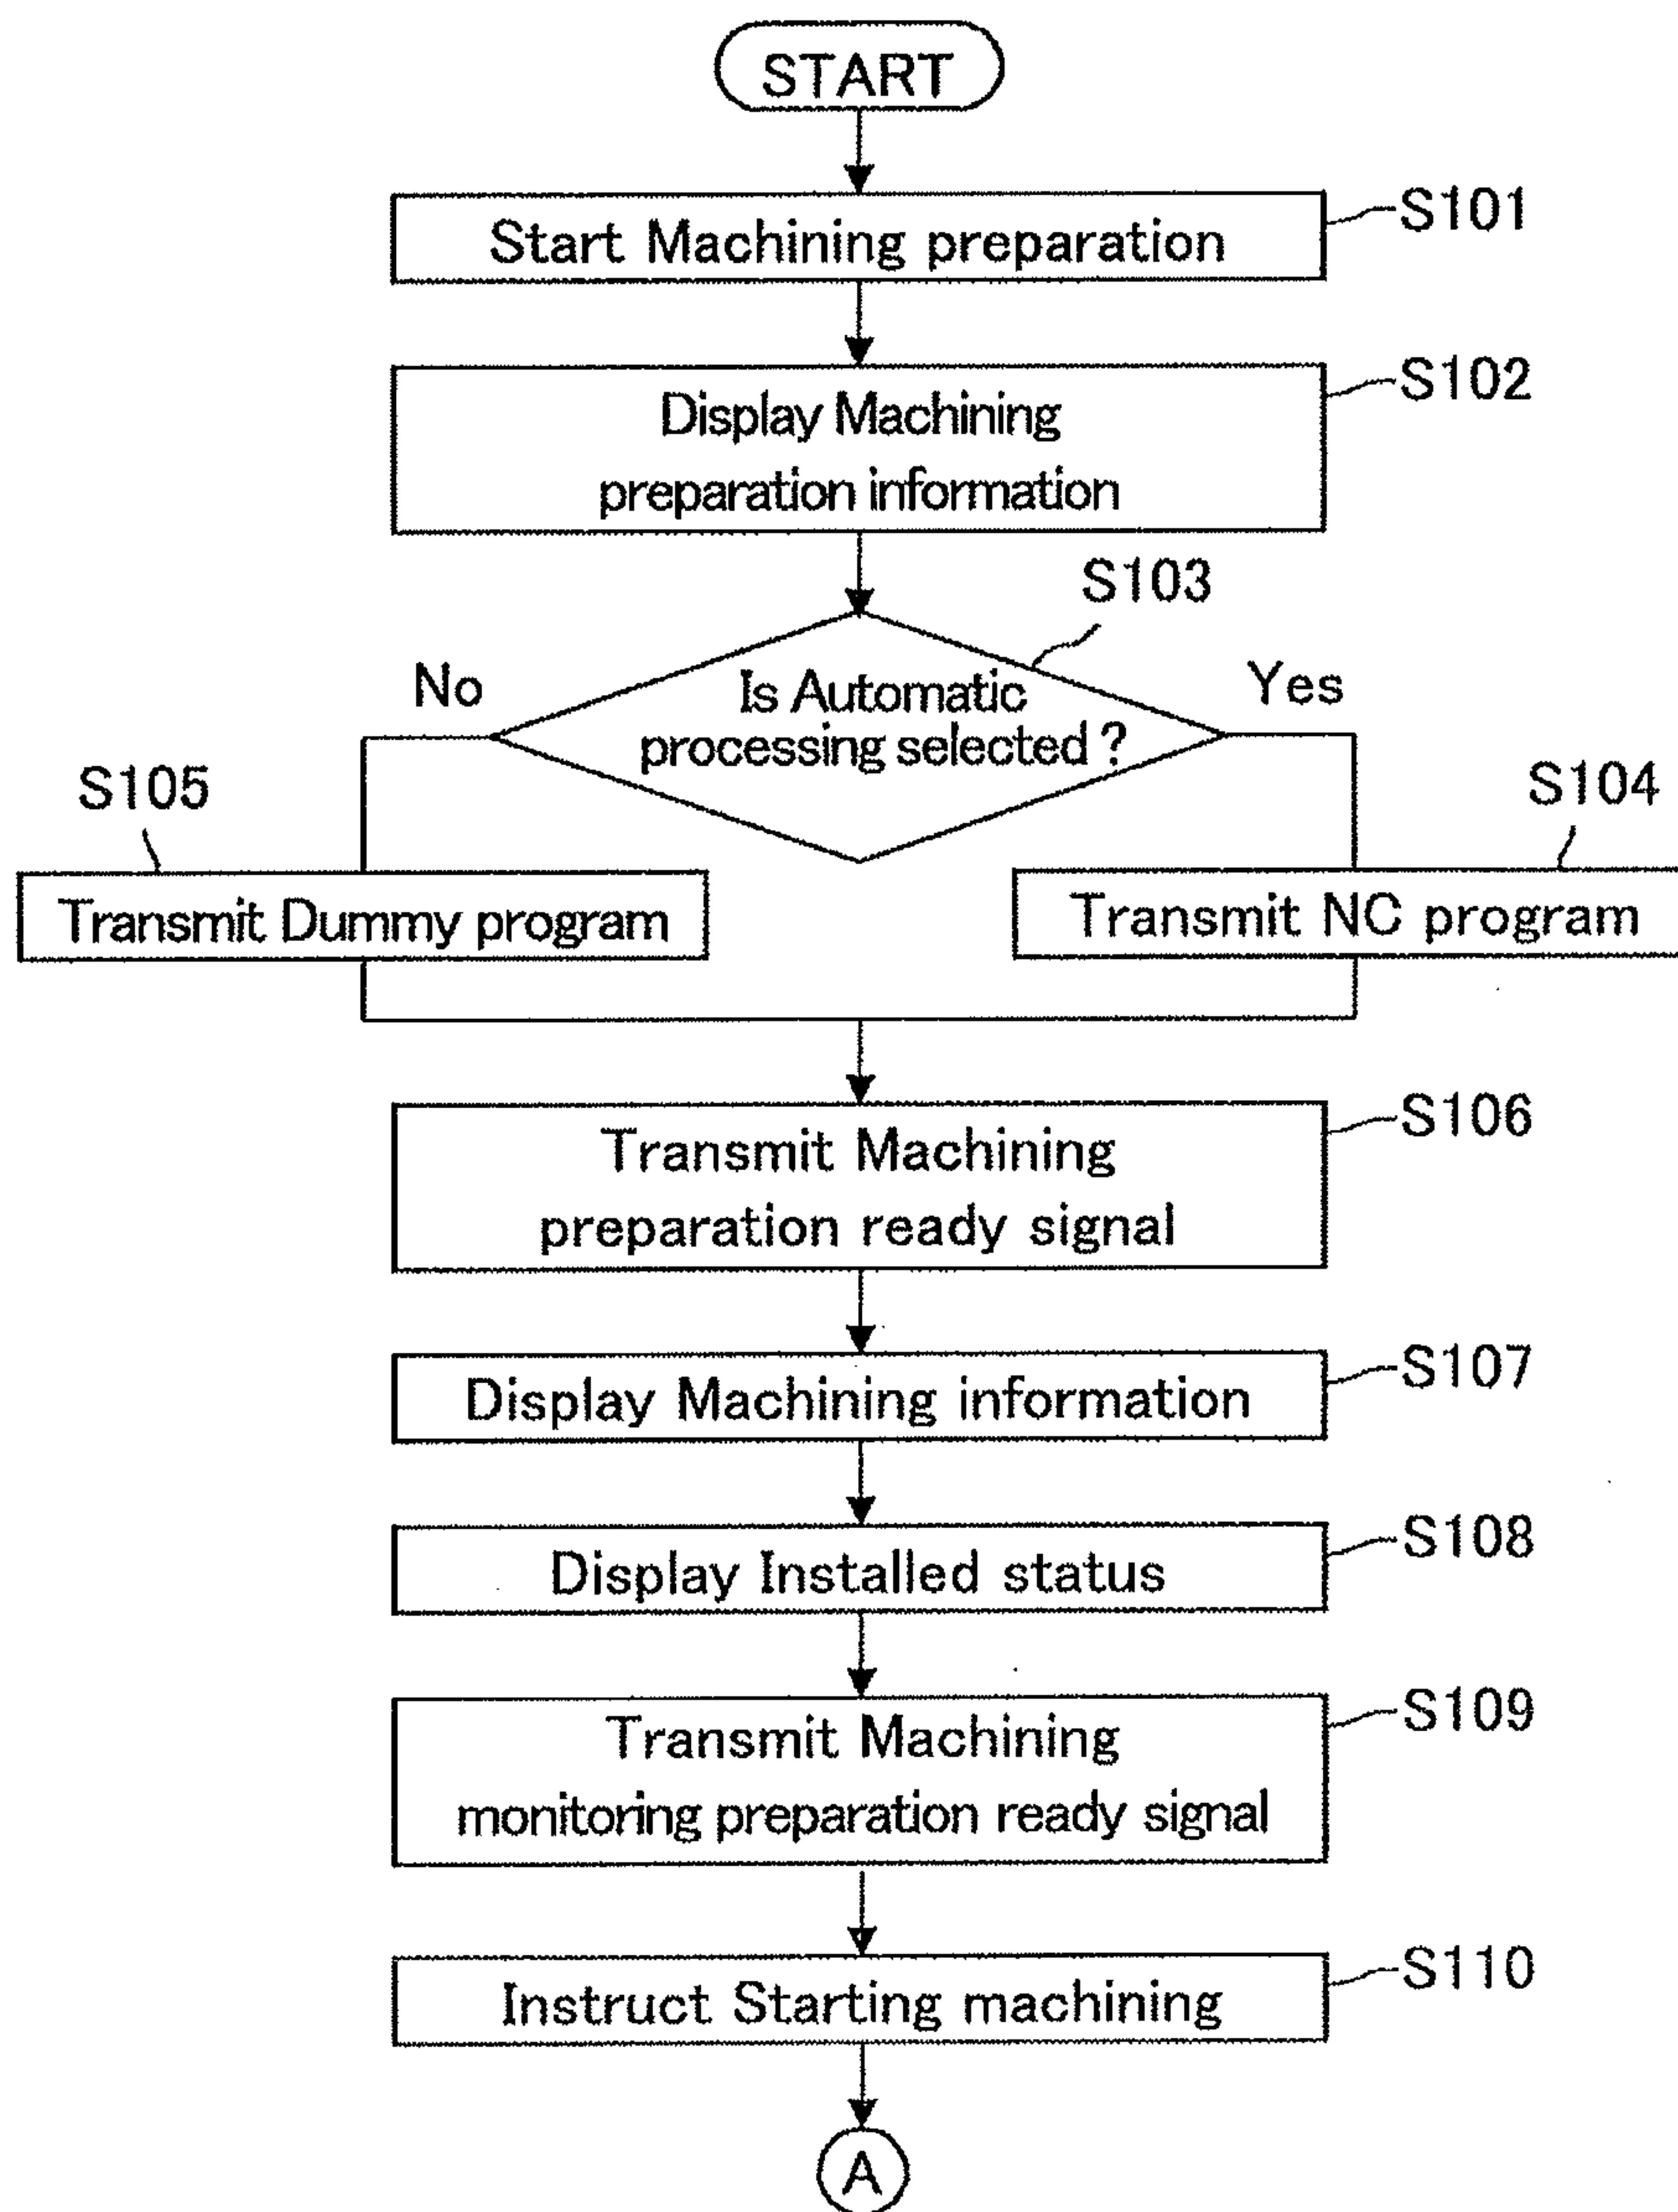 START
S101
Start Machining preparation
S102
Display Machining
preparation information
S103
No
Yes
Is Automatic
processing selected ?
S105
S104
Transmit Dummy program
Transmit NC program
S106
Transmit Machining
preparation ready signal
S107
Display Machining information
S108
Display Installed status
S109
Transmit Machining
monitoring preparation ready signal
S110
Instruct Starting machining
A